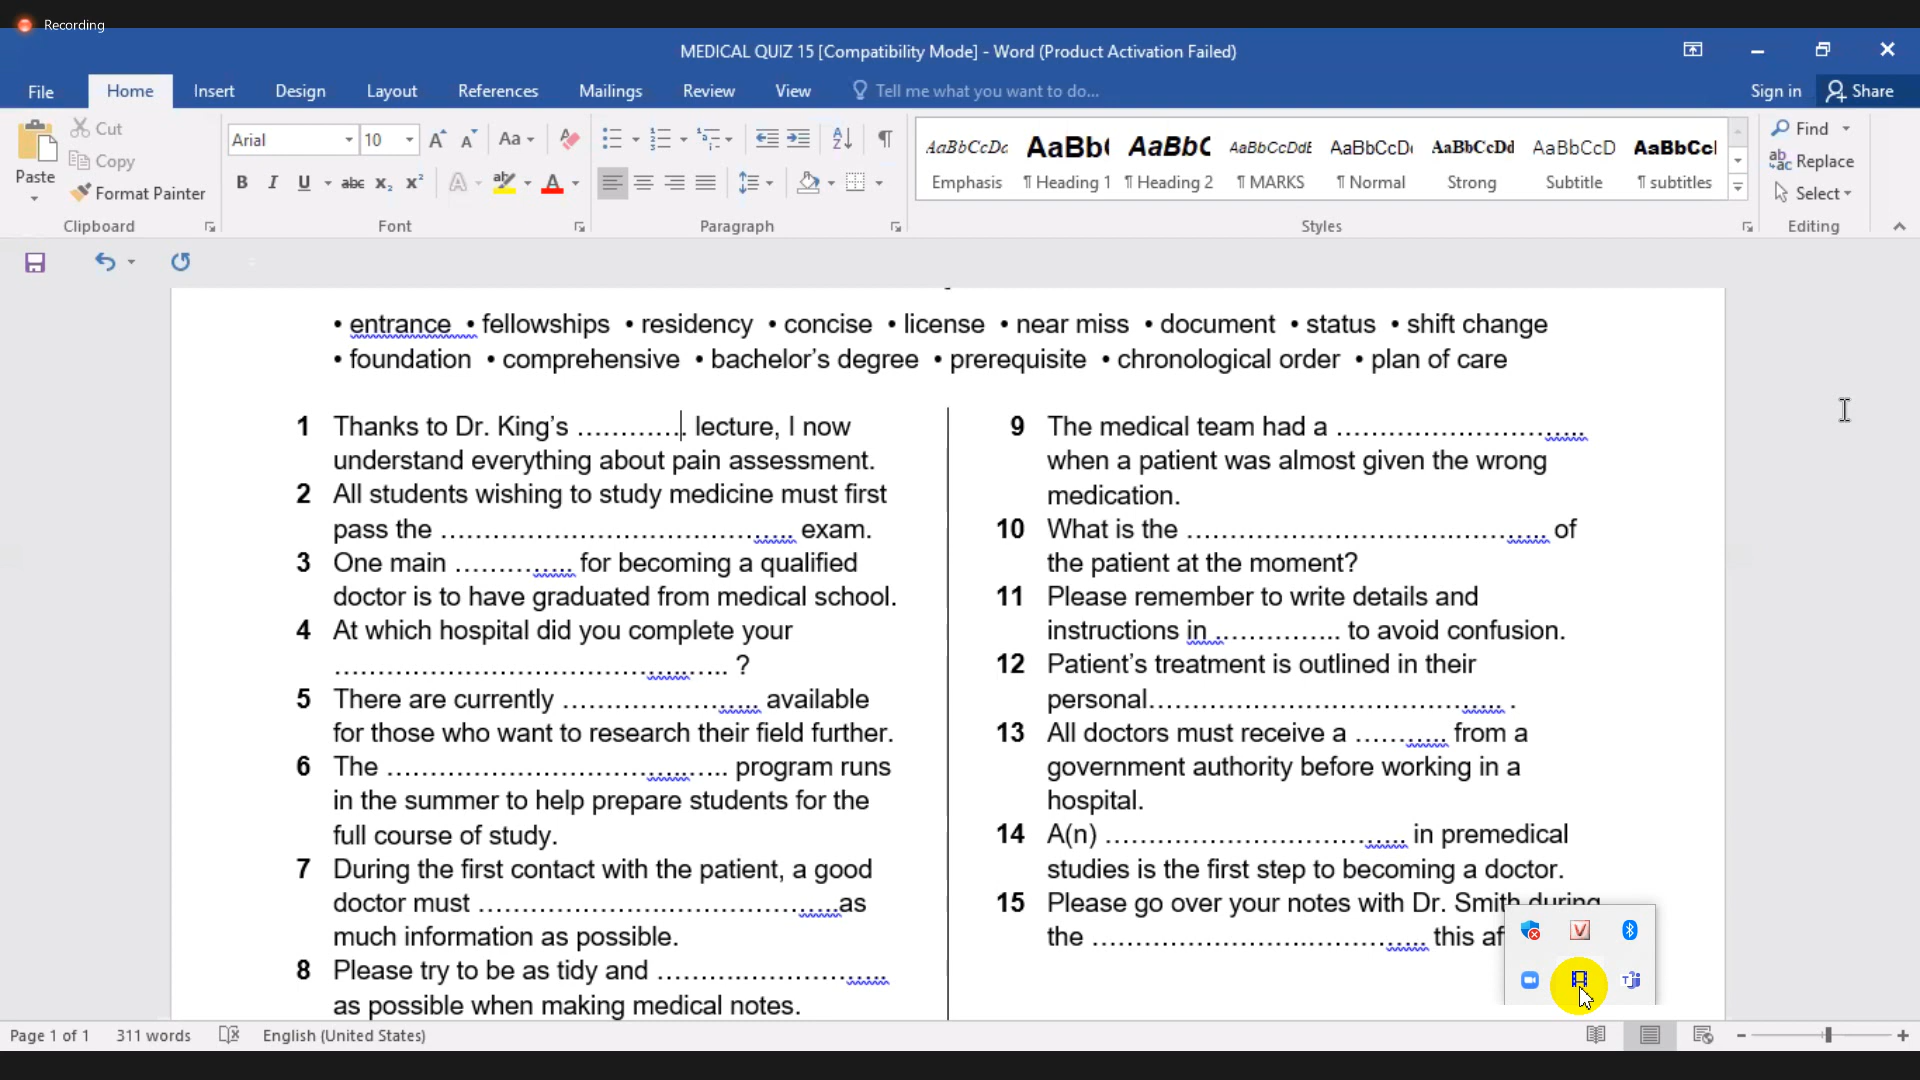 Recording
MEDICAL QUIZ 15 [Compatibility Mode] - Word (Product Activation Failed)
File Home Insert Design Layout References Mailings Review View Tell me what you want to do... Sign in Share
Paste
Cut
Copy
Format Painter
Clipboard
Arial 10
Font
Paragraph
AaBbCcDc AaBb( AaBbC AaBbCcDdE AaBbCcD( AaBbCcDd AaBbCcD AaBbCcl
Emphasis ¶ Heading 1 ¶ Heading 2 ¶ MARKS ¶ Normal Strong Subtitle ¶ subtitles
Styles
Find
Replace
Select
Editing
• entrance • fellowships • residency • concise • license • near miss • document • status • shift change
• foundation • comprehensive • bachelor’s degree • prerequisite • chronological order • plan of care
1 Thanks to Dr. King’s …………. lecture, I now
understand everything about pain assessment.
2 All students wishing to study medicine must first
pass the ………………………………….. exam.
3 One main ………….. for becoming a qualified
doctor is to have graduated from medical school.
4 At which hospital did you complete your
……………………………………….. ?
5 There are currently ………………….. available
for those who want to research their field further.
6 The ………………………………….. program runs
in the summer to help prepare students for the
full course of study.
7 During the first contact with the patient, a good
doctor must ……………………………………..as
much information as possible.
8 Please try to be as tidy and ………………………..
as possible when making medical notes.
9 The medical team had a ………………………..
when a patient was almost given the wrong
medication.
10 What is the ………………………………….. of
the patient at the moment?
11 Please remember to write details and
instructions in ………….. to avoid confusion.
12 Patient’s treatment is outlined in their
personal………………………………….. .
13 All doctors must receive a ……….. from a
government authority before working in a
hospital.
14 A(n) …………………………….. in premedical
studies is the first step to becoming a doctor.
15 Please go over your notes with Dr. Smith during
the ……………………………….. this af
Page 1 of 1 311 words English (United States)